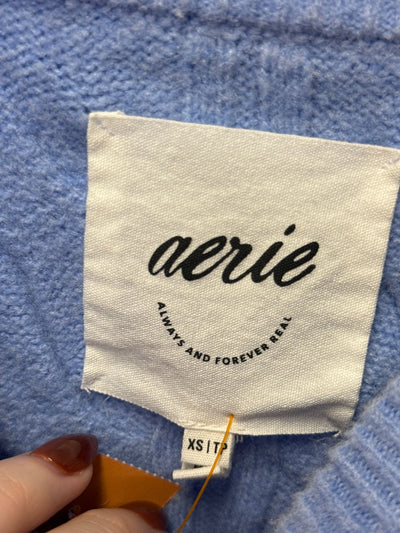 aerie
ALWAYS AND FOREVER REAL
XS|TP